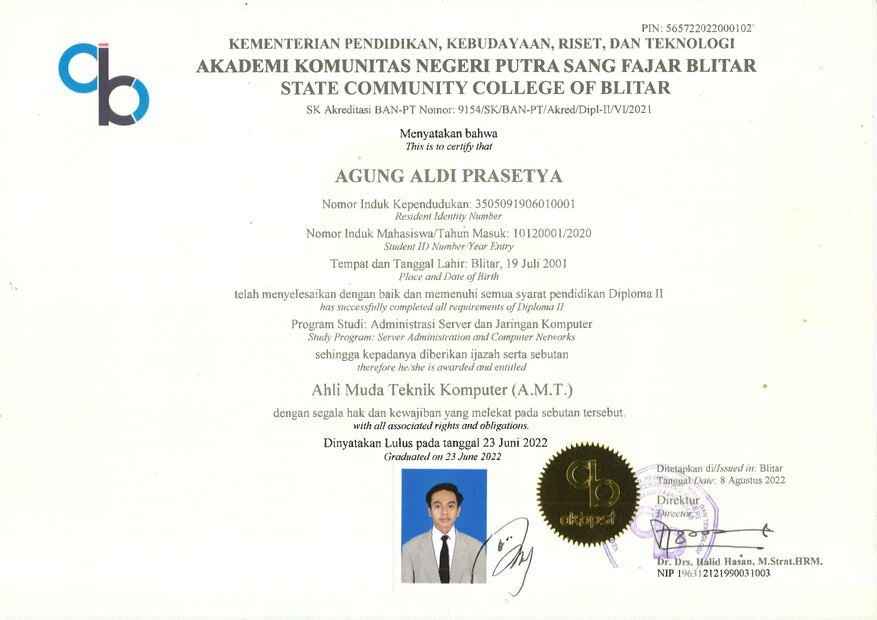 PIN: 565722022000102'
KEMENTERIAN PENDIDIKAN, KEBUDAYAAN, RISET, DAN TEKNOLOGI
AKADEMI KOMUNITAS NEGERI PUTRA SANG FAJAR BLITAR
STATE COMMUNITY COLLEGE OF BLITAR
SK Akreditasi BAN-PT Nomor: 9154/SK/BAN-PT/Akred/Dipl-II/VI/2021
Menyatakan bahwa
This is to certify that
AGUNG ALDI PRASETYA
Nomor Induk Kependudukan: 3505091906010001
Resident Identity Number
Nomor Induk Mahasiswa/Tahun Masuk: 10120001/2020
Student ID Number/Year Entry
Tempat dan Tanggal Lahir: Blitar, 19 Juli 2001
Place and Date of Birth
telah menyelesaikan dengan baik dan memenuhi semua syarat pendidikan Diploma II
has successfully completed all requirements of Diploma II
Program Studi: Administrasi Server dan Jaringan Komputer
Study Program: Server Administration and Computer Networks
sehingga kepadanya diberikan ijazah serta sebutan
therefore he/she is awarded and entitled
Ahli Muda Teknik Komputer (A.M.T.)
dengan segala hak dan kewajiban yang melekat pada sebutan tersebut.
with all associated rights and obligations.
Dinyatakan Lulus pada tanggal 23 Juni 2022
Graduated on 23 June 2022
akbpsf
Ditetapkan di/Issued in: Blitar
Tanggal/Date: 8 Agustus 2022
Direktur
Director,
Dr. Drs. Halid Hasan, M.Strat.HRM.
NIP 196312121990031003